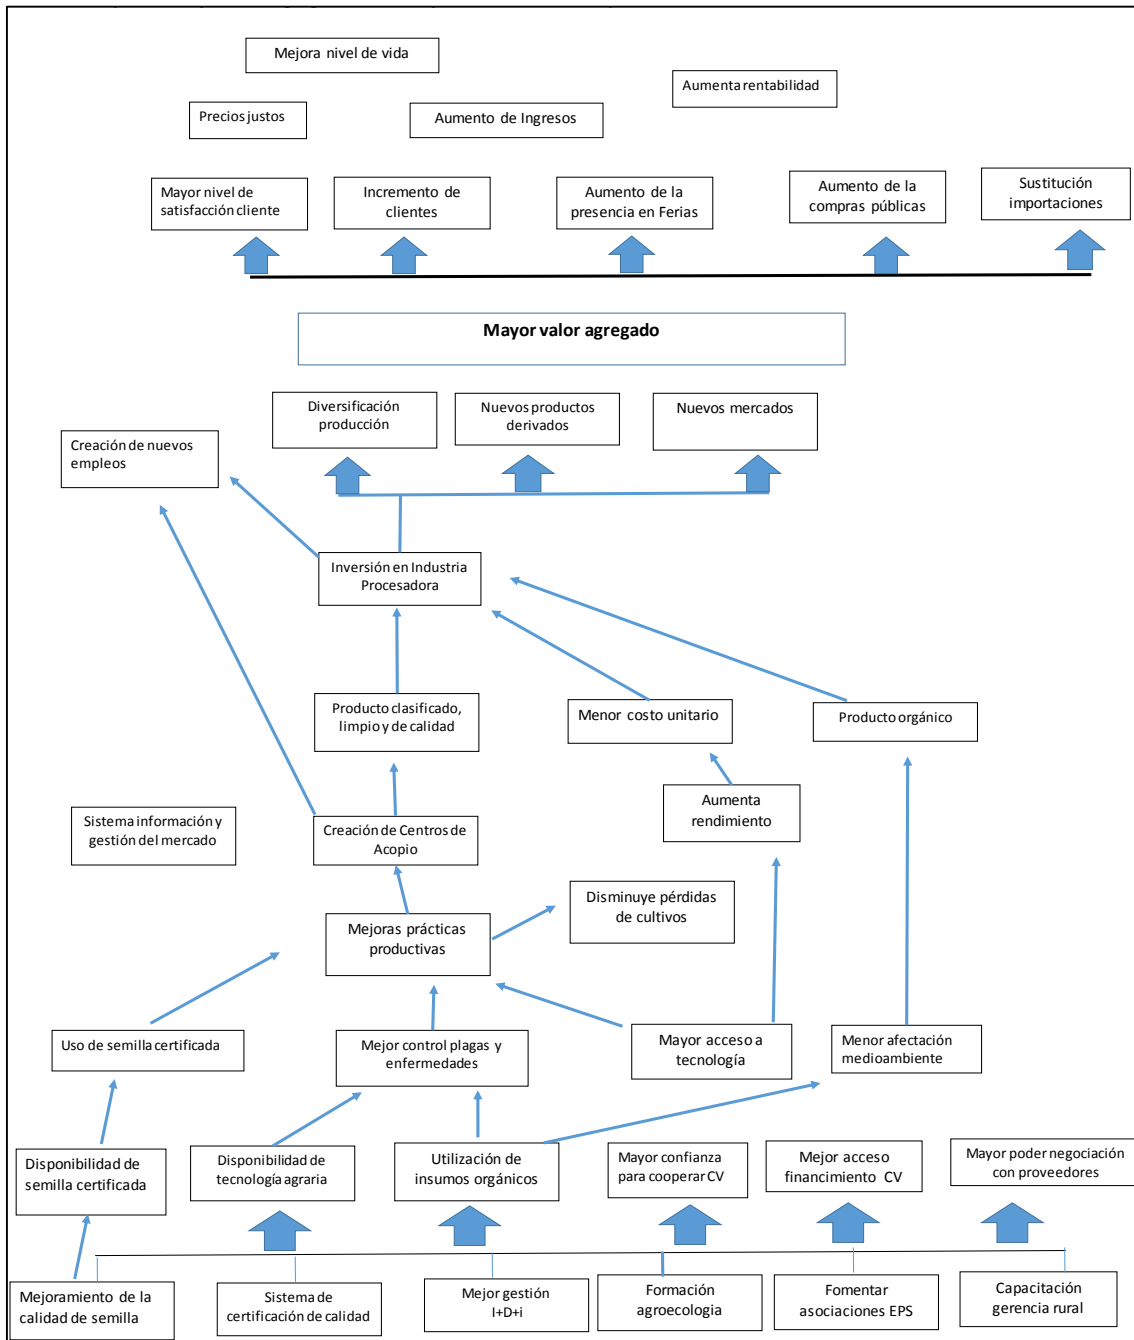 Mejora nivel de vida
Aumenta rentabilidad
Precios justos
Aumento de Ingresos
Mayor nivel de
satisfacción cliente
Incremento de
clientes
Aumento de la
presencia en Ferias
Aumento de la
compras públicas
Sustitución
importaciones
Mayor valor agregado
Diversificación
producción
Nuevos productos
derivados
Nuevos mercados
Creación de nuevos
empleos
Inversión en Industria
Procesadora
Producto clasificado,
limpio y de calidad
Menor costo unitario
Producto orgánico
Sistema información y
gestión del mercado
Creación de Centros de
Acopio
Aumenta
rendimiento
Disminuye pérdidas
de cultivos
Mejoras prácticas
productivas
Uso de semilla certificada
Mejor control plagas y
enfermedades
Mayor acceso a
tecnología
Menor afectación
medioambiente
Disponibilidad de
semilla certificada
Disponibilidad de
tecnología agraria
Utilización de
insumos orgánicos
Mayor confianza
para cooperar CV
Mejor acceso
financimiento CV
Mayor poder negociación
con proveedores
Mejoramiento de la
calidad de semilla
Sistema de
certificación de calidad
Mejor gestión
I+D+i
Formación
agroecologia
Fomentar
asociaciones EPS
Capacitación
gerencia rural